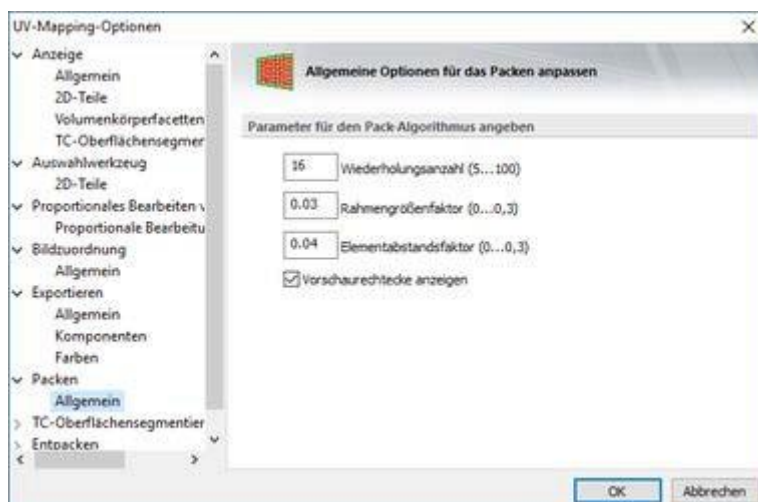 UV-Mapping-Optionen
Anzeige
Allgemein
2D-Teile
Volumenkörperfacetten
TC-Oberflächensegmer
Auswahlwerkzeug
2D-Teile
Proportionales Bearbeiten v
Proportionale Bearbeitu
Bildzuordnung
Allgemein
Exportieren
Allgemein
Komponenten
Farben
Packen
Allgemein
TC-Oberflächensegmentier
Entpacken
Allgemeine Optionen für das Packen anpassen
Parameter für den Pack-Algorithmus angeben
16 Wiederholungsanzahl (5...100)
0.03 Rahmengrößenfaktor (0...0,3)
0.04 Elementabstandsfaktor (0...0,3)
Vorschaurechtecke anzeigen
OK Abbrechen